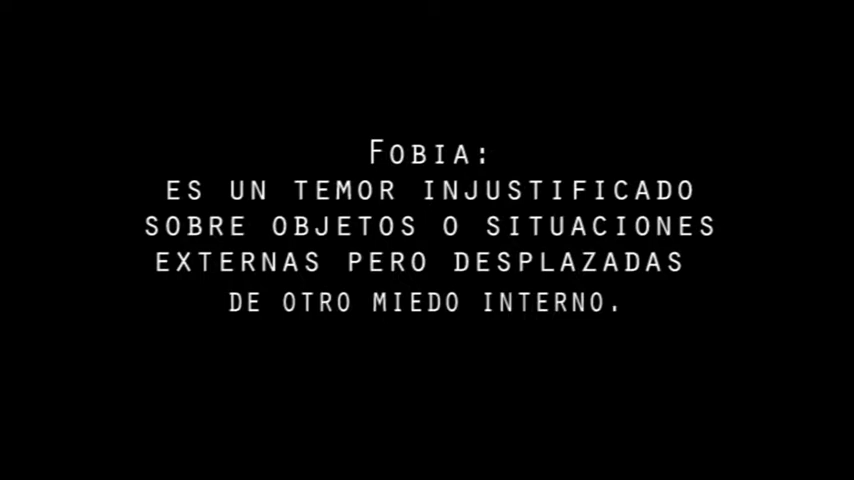 Fobia:
es un temor injustificado
sobre objetos o situaciones
externas pero desplazadas
de otro miedo interno.